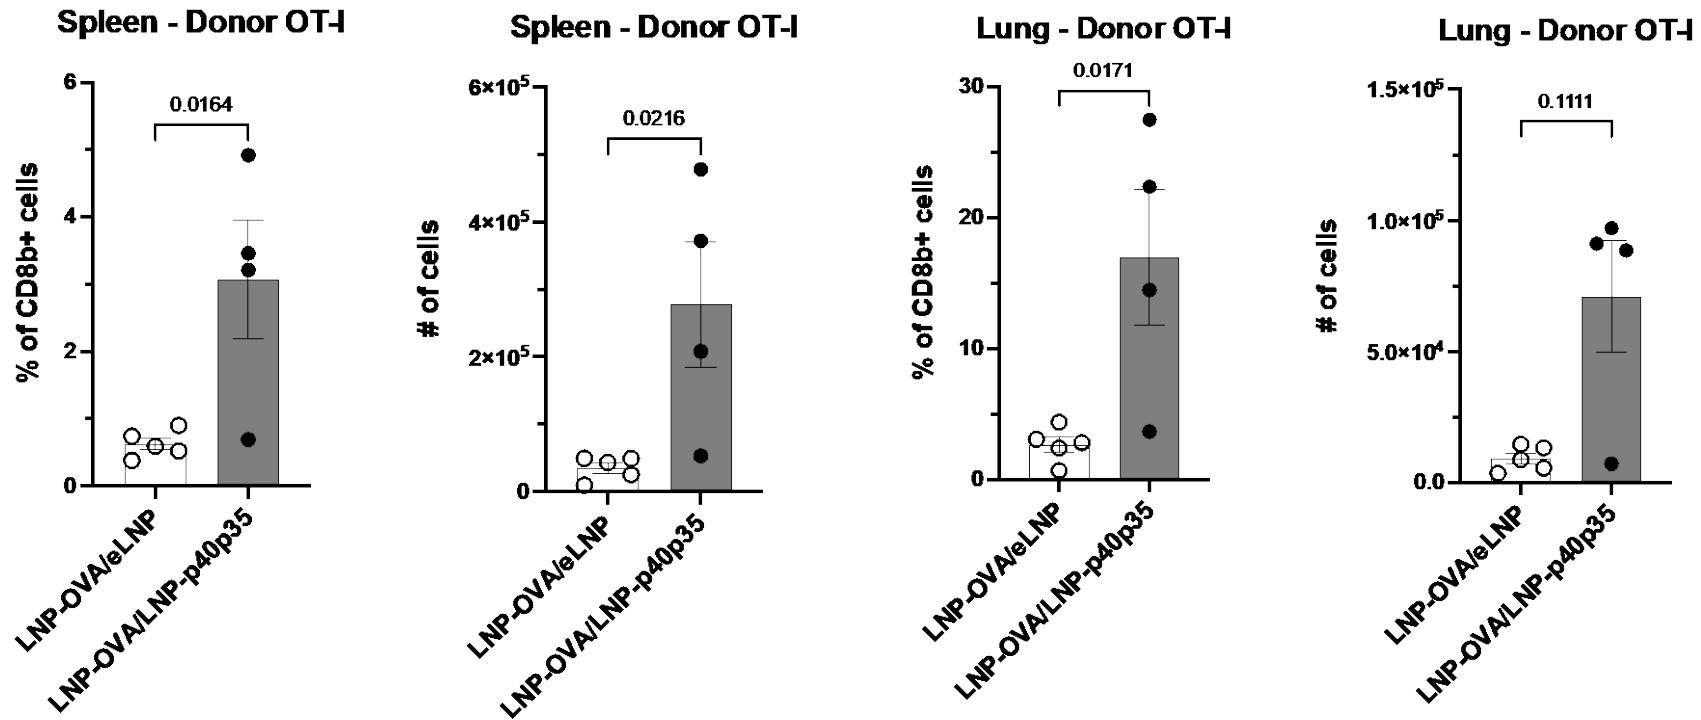 Spleen - Donor OT-I
% of CD8b+ cells
6
4
2
0
0.0164
LNP-OVA/eLNP
LNP-OVA/LNP-p40p35
Spleen - Donor OT-I
# of cells
6×10⁵
4×10⁵
2×10⁵
0
0.0216
LNP-OVA/eLNP
LNP-OVA/LNP-p40p35
Lung - Donor OT-I
% of CD8b+ cells
30
20
10
0
0.0171
LNP-OVA/eLNP
LNP-OVA/LNP-p40p35
Lung - Donor OT-I
# of cells
1.5×10⁵
1.0×10⁵
5.0×10⁴
0.0
0.1111
LNP-OVA/eLNP
LNP-OVA/LNP-p40p35